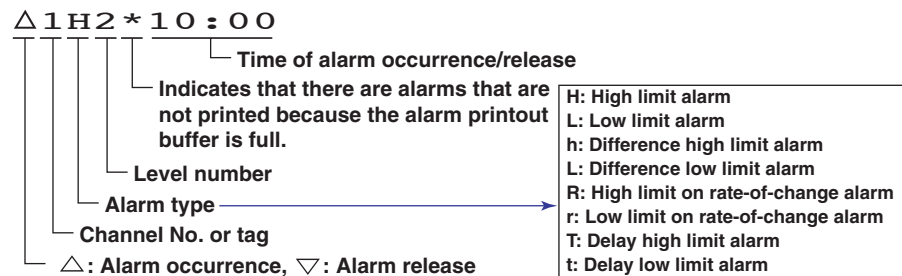 △1H2*10:00
Time of alarm occurrence/release
Indicates that there are alarms that are
not printed because the alarm printout
buffer is full.
Level number
Alarm type
Channel No. or tag
△: Alarm occurrence, ▽: Alarm release
H: High limit alarm
L: Low limit alarm
h: Difference high limit alarm
L: Difference low limit alarm
R: High limit on rate-of-change alarm
r: Low limit on rate-of-change alarm
T: Delay high limit alarm
t: Delay low limit alarm